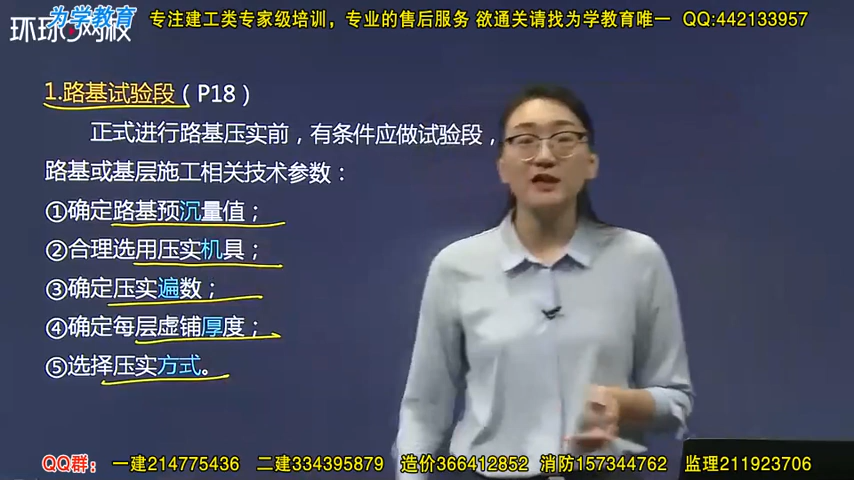 环球网校
为学教育
专注建工类专家级培训，专业的售后服务 欲通关请找为学教育唯一 QQ:442133957
1.路基试验段（P18）
正式进行路基压实前，有条件应做试验段，
路基或基层施工相关技术参数：
①确定路基预沉量值；
②合理选用压实机具；
③确定压实遍数；
④确定每层虚铺厚度；
⑤选择压实方式。
QQ群： 一建214775436 二建334395879 造价366412852 消防157344762 监理211923706